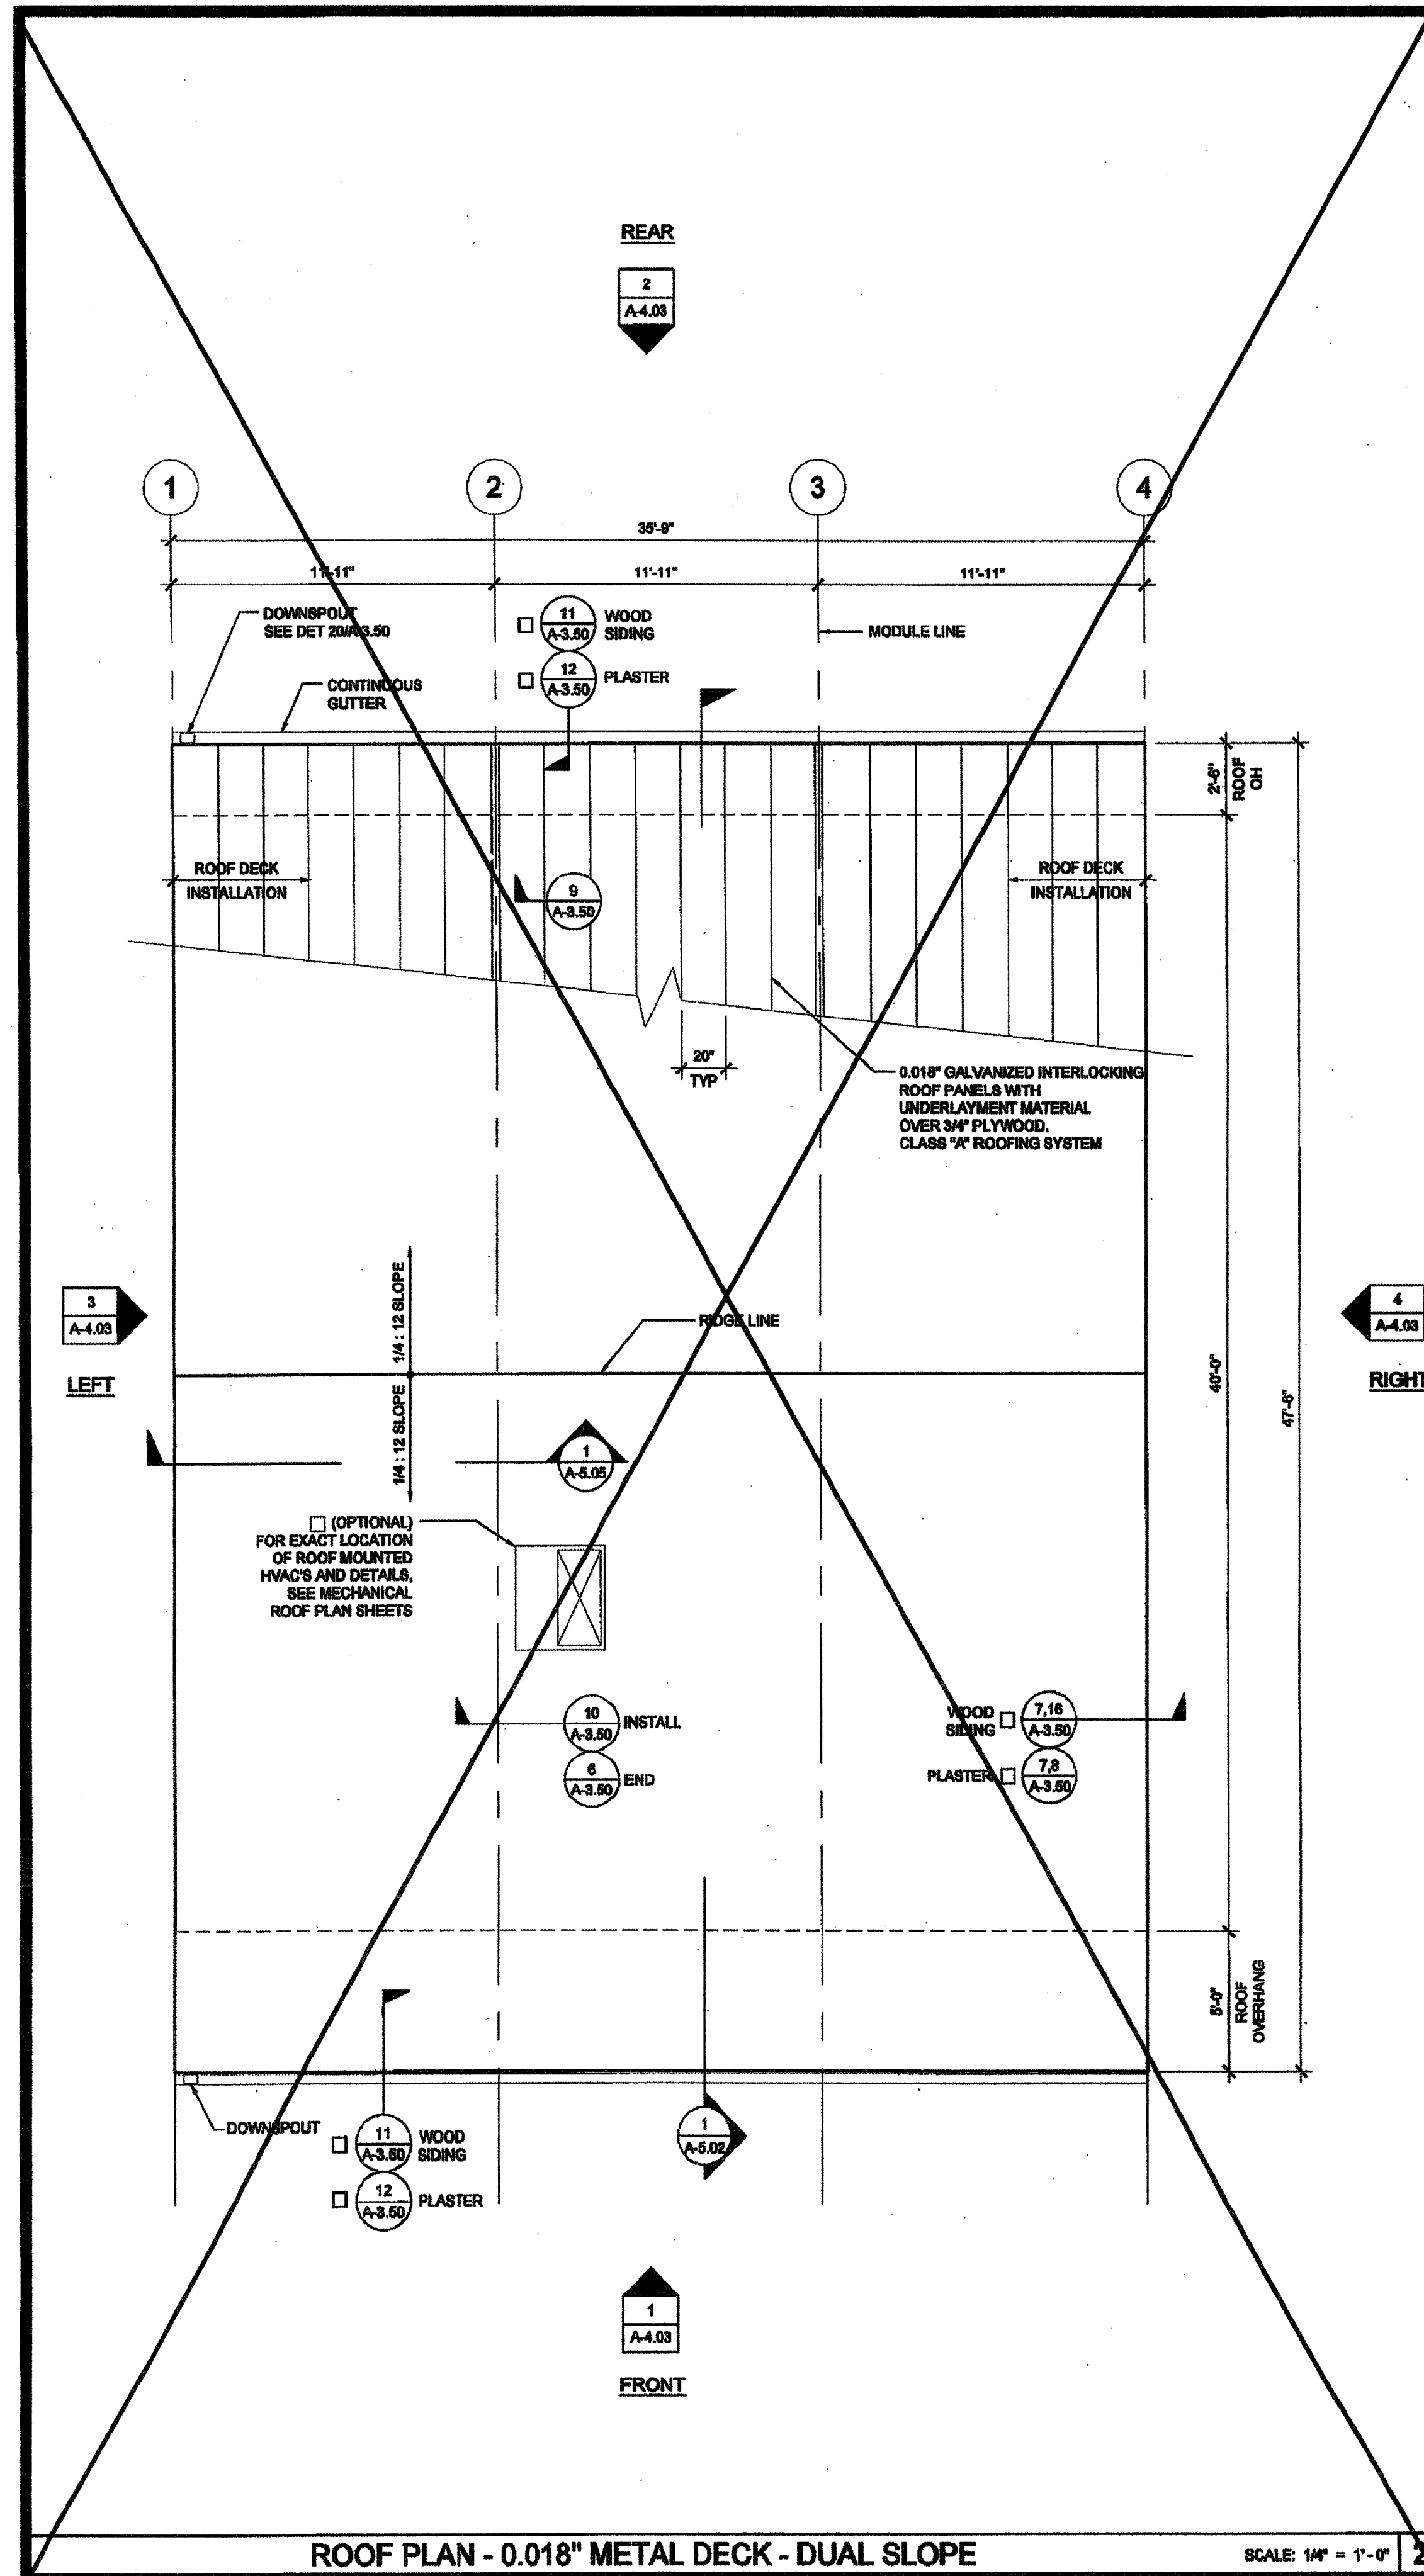 REAR
2
A-4.03
1
2
3
4
35'-9"
11'-11"
11'-11"
11'-11"
DOWNSPOUT
SEE DET 20/A-3.50
11
A-3.50
WOOD
SIDING
12
A-3.50
PLASTER
MODULE LINE
CONTINUOUS
GUTTER
2'-6"
ROOF
OH
ROOF DECK
INSTALLATION
9
A-3.50
ROOF DECK
INSTALLATION
20"
TYP
0.018" GALVANIZED INTERLOCKING
ROOF PANELS WITH
UNDERLAYMENT MATERIAL
OVER 3/4" PLYWOOD.
CLASS "A" ROOFING SYSTEM
3
A-4.03
LEFT
1/4 : 12 SLOPE
1/4 : 12 SLOPE
RIDGE LINE
40'-0"
47'-6"
4
A-4.03
RIGHT
1
A-5.05
(OPTIONAL)
FOR EXACT LOCATION
OF ROOF MOUNTED
HVAC'S AND DETAILS,
SEE MECHANICAL
ROOF PLAN SHEETS
10
A-3.50
INSTALL
6
A-3.50
END
WOOD
SIDING
7,16
A-3.50
PLASTER
7,8
A-3.50
5'-0"
ROOF
OVERHANG
DOWNSPOUT
11
A-3.50
WOOD
SIDING
12
A-3.50
PLASTER
1
A-5.02
1
A-4.03
FRONT
ROOF PLAN - 0.018" METAL DECK - DUAL SLOPE
SCALE: 1/4" = 1'-0"
2